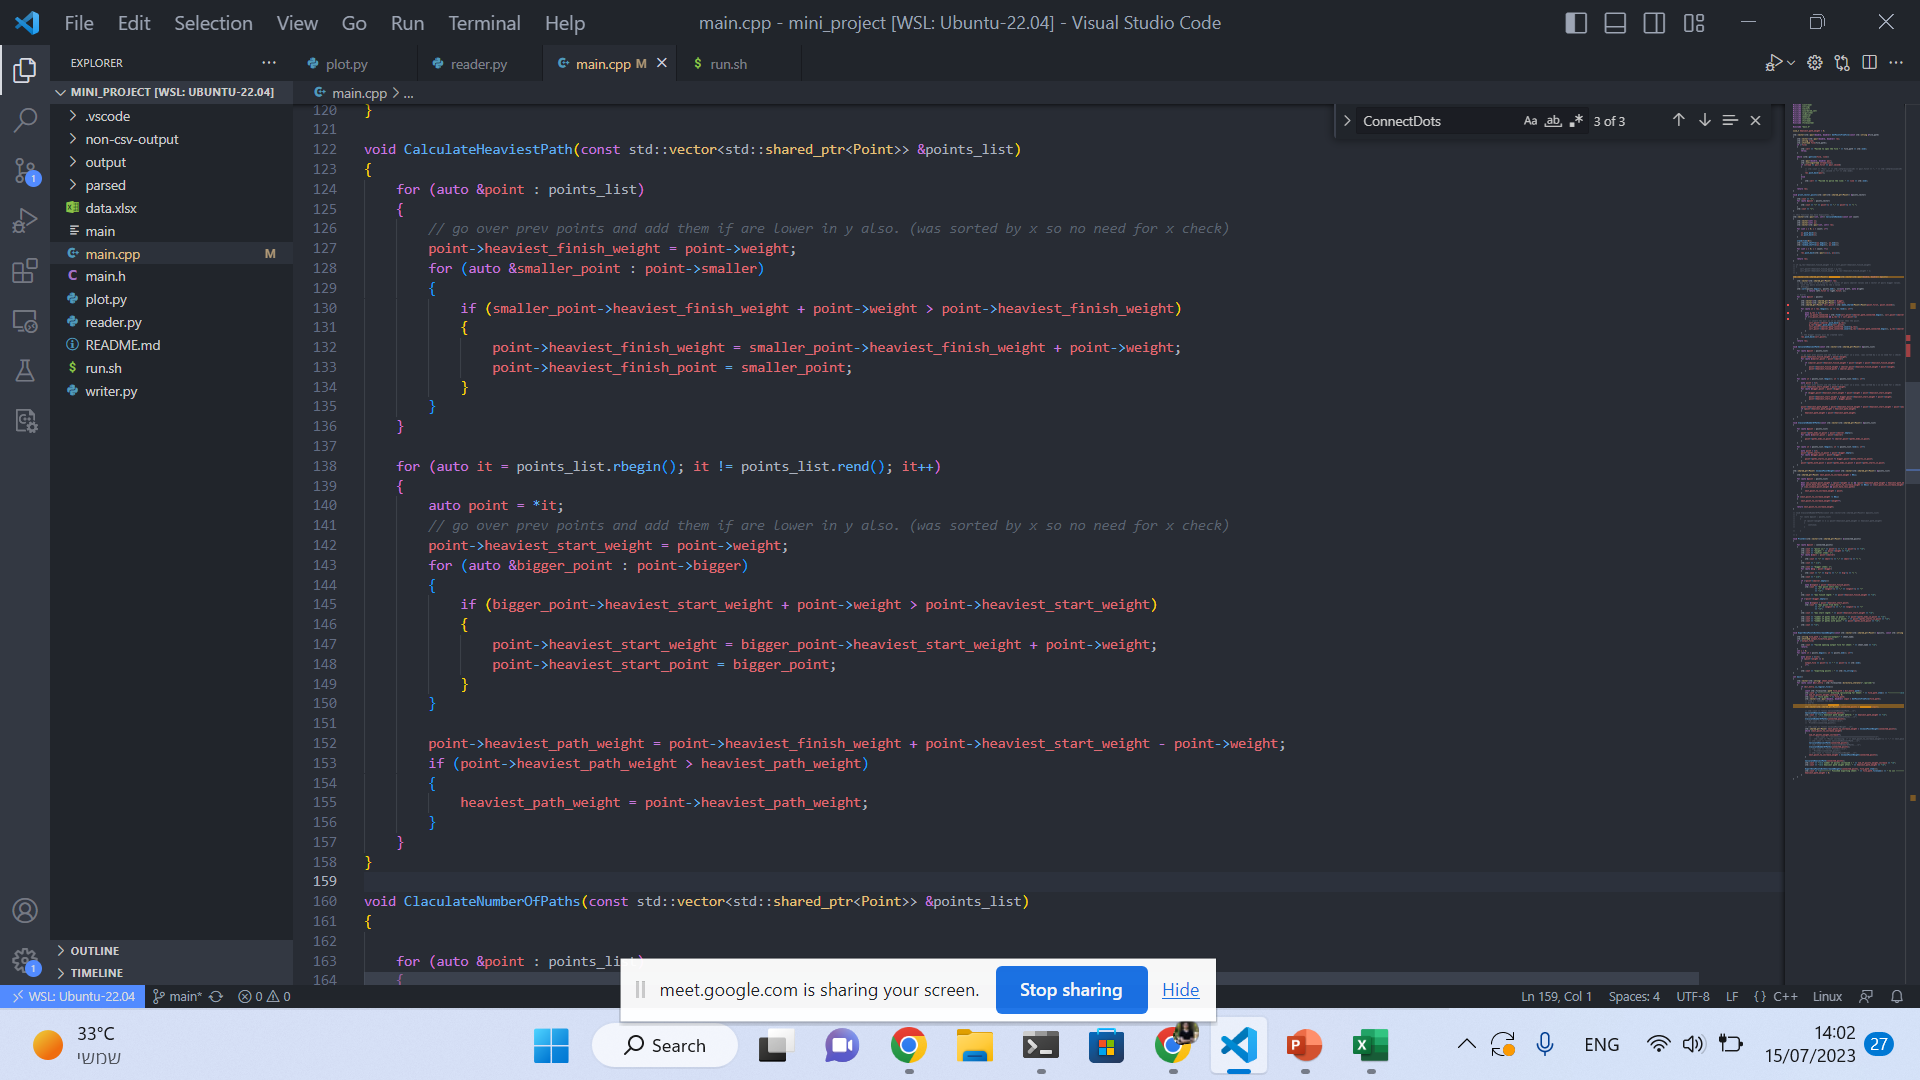 File Edit Selection View Go Run Terminal Help
main.cpp - mini_project [WSL: Ubuntu-22.04] - Visual Studio Code
EXPLORER
plot.py
reader.py
main.cpp M
$ run.sh
MINI_PROJECT [WSL: UBUNTU-22.04]
main.cpp > ...
.vscode
non-csv-output
output
parsed
data.xlsx
main
main.cpp M
main.h
plot.py
reader.py
README.md
$ run.sh
writer.py
OUTLINE
TIMELINE
ConnectDots Aa ab 3 of 3
120 }
121
122 void CalculateHeaviestPath(const std::vector<std::shared_ptr<Point>> &points_list)
123 {
124 for (auto &point : points_list)
125 {
126 // go over prev points and add them if are lower in y also. (was sorted by x so no need for x check)
127 point->heaviest_finish_weight = point->weight;
128 for (auto &smaller_point : point->smaller)
129 {
130 if (smaller_point->heaviest_finish_weight + point->weight > point->heaviest_finish_weight)
131 {
132 point->heaviest_finish_weight = smaller_point->heaviest_finish_weight + point->weight;
133 point->heaviest_finish_point = smaller_point;
134 }
135 }
136 }
137
138 for (auto it = points_list.rbegin(); it != points_list.rend(); it++)
139 {
140 auto point = *it;
141 // go over prev points and add them if are lower in y also. (was sorted by x so no need for x check)
142 point->heaviest_start_weight = point->weight;
143 for (auto &bigger_point : point->bigger)
144 {
145 if (bigger_point->heaviest_start_weight + point->weight > point->heaviest_start_weight)
146 {
147 point->heaviest_start_weight = bigger_point->heaviest_start_weight + point->weight;
148 point->heaviest_start_point = bigger_point;
149 }
150 }
151
152 point->heaviest_path_weight = point->heaviest_finish_weight + point->heaviest_start_weight - point->weight;
153 if (point->heaviest_path_weight > heaviest_path_weight)
154 {
155 heaviest_path_weight = point->heaviest_path_weight;
156 }
157 }
158 }
159
160 void ClaculateNumberOfPaths(const std::vector<std::shared_ptr<Point>> &points_list)
161 {
162
163 for (auto &point : points_li
164 {
meet.google.com is sharing your screen. Stop sharing Hide
WSL: Ubuntu-22.04 main* 0 0
Ln 159, Col 1 Spaces: 4 UTF-8 LF {} C++ Linux
33°C
שמשי
Search
ENG
14:02
15/07/2023
27